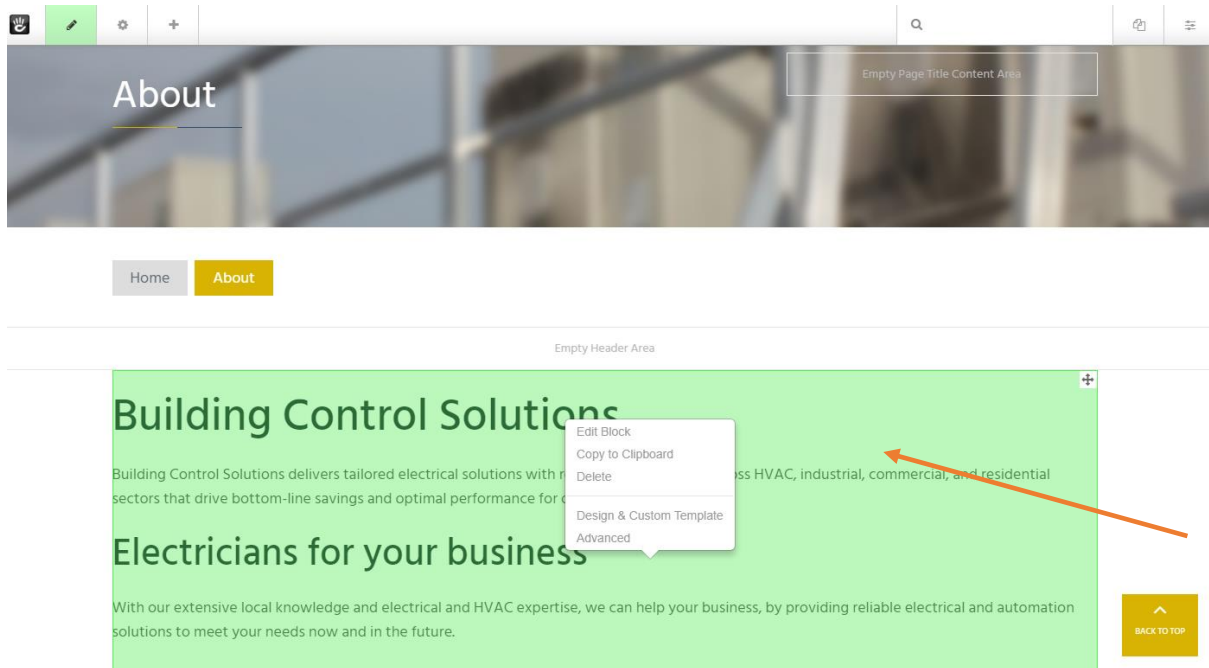 About
Empty Page Title Content Area
Home
About
Empty Header Area
Building Control Solutions
Edit Block
Copy to Clipboard
Delete
Design & Custom Template
Advanced
Building Control Solutions delivers tailored electrical solutions with HVAC, industrial, commercial, and residential
sectors that drive bottom-line savings and optimal performance for
Electricians for your business
With our extensive local knowledge and electrical and HVAC expertise, we can help your business, by providing reliable electrical and automation
solutions to meet your needs now and in the future.
BACK TO TOP